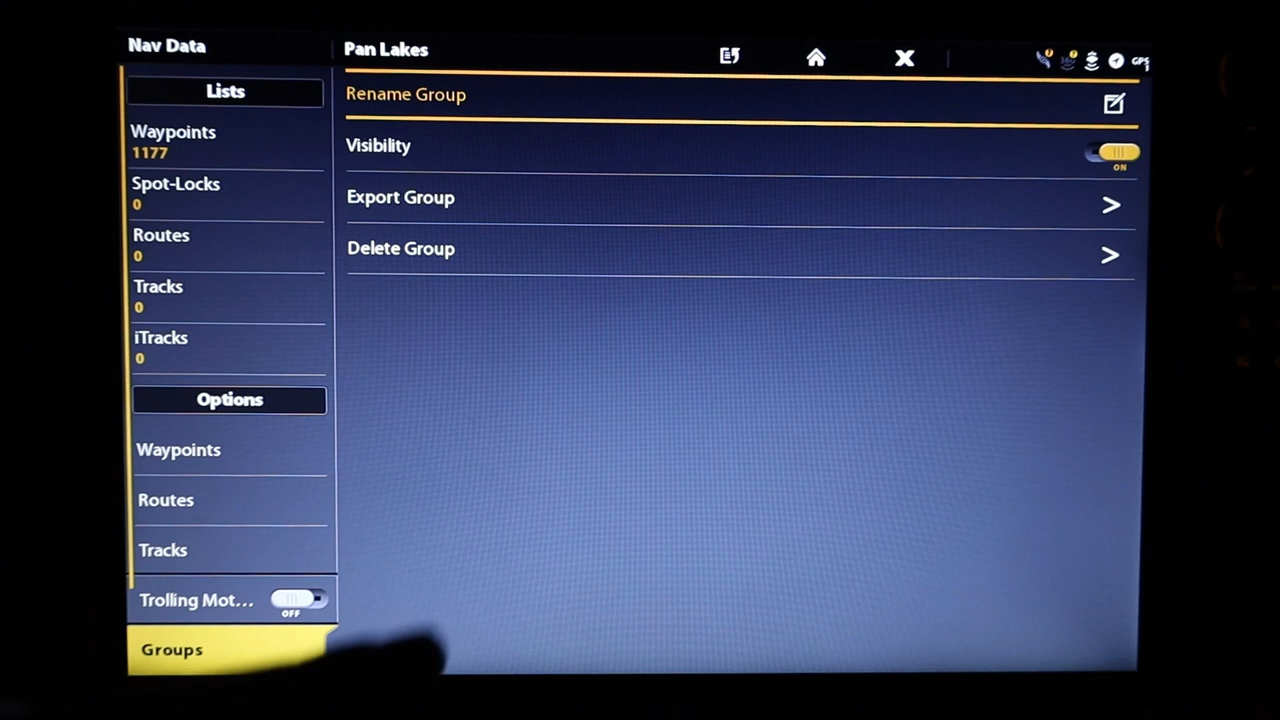 Nav Data
Lists
Waypoints
1177
Spot-Locks
0
Routes
0
Tracks
0
iTracks
0
Options
Waypoints
Routes
Tracks
Trolling Mot...
OFF
Groups
Pan Lakes
GPS
Rename Group
Visibility
ON
Export Group
Delete Group